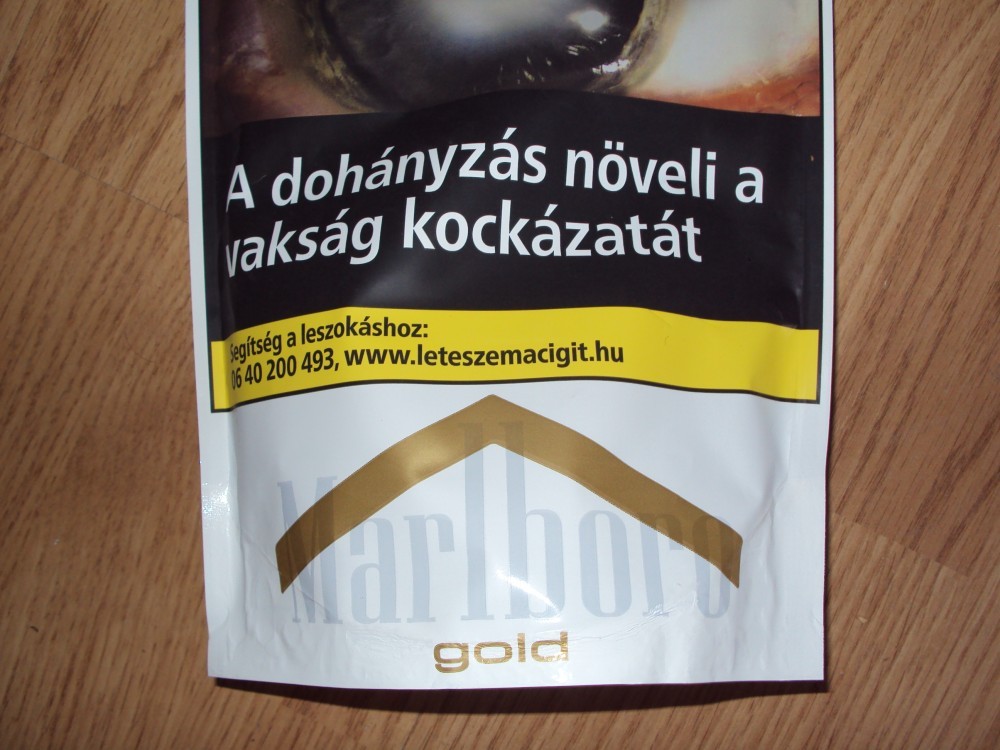 A dohányzás növeli a
vakság kockázatát
Segítség a leszokáshoz:
06 40 200 493, www.leteszemacigit.hu
Marlboro
gold